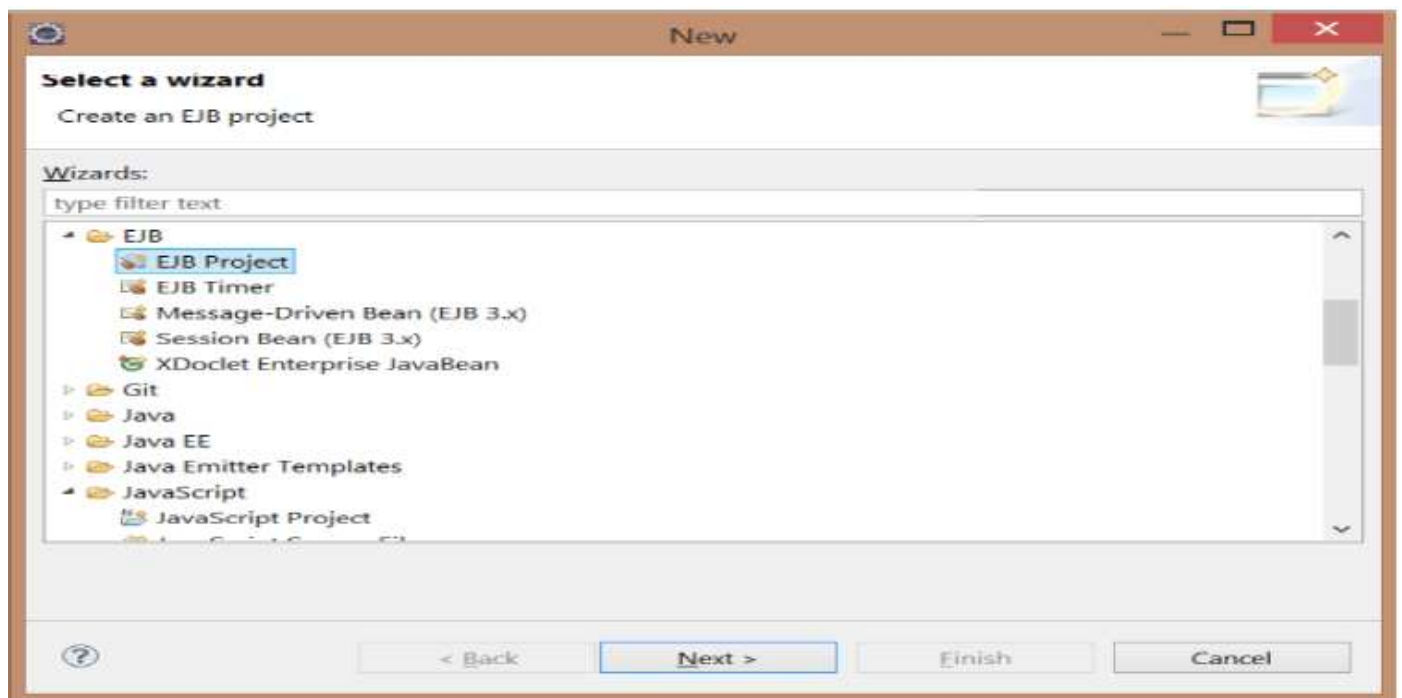 New
Select a wizard
Create an EJB project
Wizards:
type filter text
EJB
EJB Project
EJB Timer
Message-Driven Bean (EJB 3.x)
Session Bean (EJB 3.x)
XDoclet Enterprise JavaBean
Git
Java
Java EE
Java Emitter Templates
JavaScript
JavaScript Project
?
< Back Next > Finish Cancel